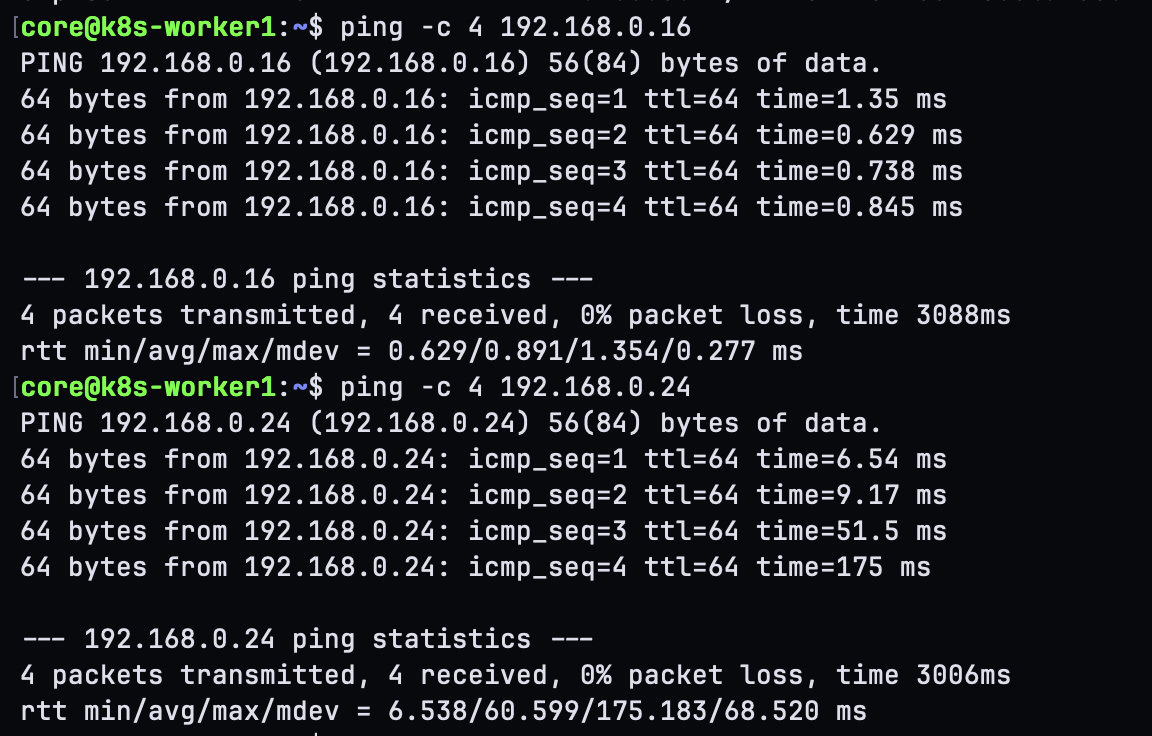 [core@k8s-worker1:~$ ping -c 4 192.168.0.16
PING 192.168.0.16 (192.168.0.16) 56(84) bytes of data.
64 bytes from 192.168.0.16: icmp_seq=1 ttl=64 time=1.35 ms
64 bytes from 192.168.0.16: icmp_seq=2 ttl=64 time=0.629 ms
64 bytes from 192.168.0.16: icmp_seq=3 ttl=64 time=0.738 ms
64 bytes from 192.168.0.16: icmp_seq=4 ttl=64 time=0.845 ms

--- 192.168.0.16 ping statistics ---
4 packets transmitted, 4 received, 0% packet loss, time 3088ms
rtt min/avg/max/mdev = 0.629/0.891/1.354/0.277 ms
[core@k8s-worker1:~$ ping -c 4 192.168.0.24
PING 192.168.0.24 (192.168.0.24) 56(84) bytes of data.
64 bytes from 192.168.0.24: icmp_seq=1 ttl=64 time=6.54 ms
64 bytes from 192.168.0.24: icmp_seq=2 ttl=64 time=9.17 ms
64 bytes from 192.168.0.24: icmp_seq=3 ttl=64 time=51.5 ms
64 bytes from 192.168.0.24: icmp_seq=4 ttl=64 time=175 ms

--- 192.168.0.24 ping statistics ---
4 packets transmitted, 4 received, 0% packet loss, time 3006ms
rtt min/avg/max/mdev = 6.538/60.599/175.183/68.520 ms